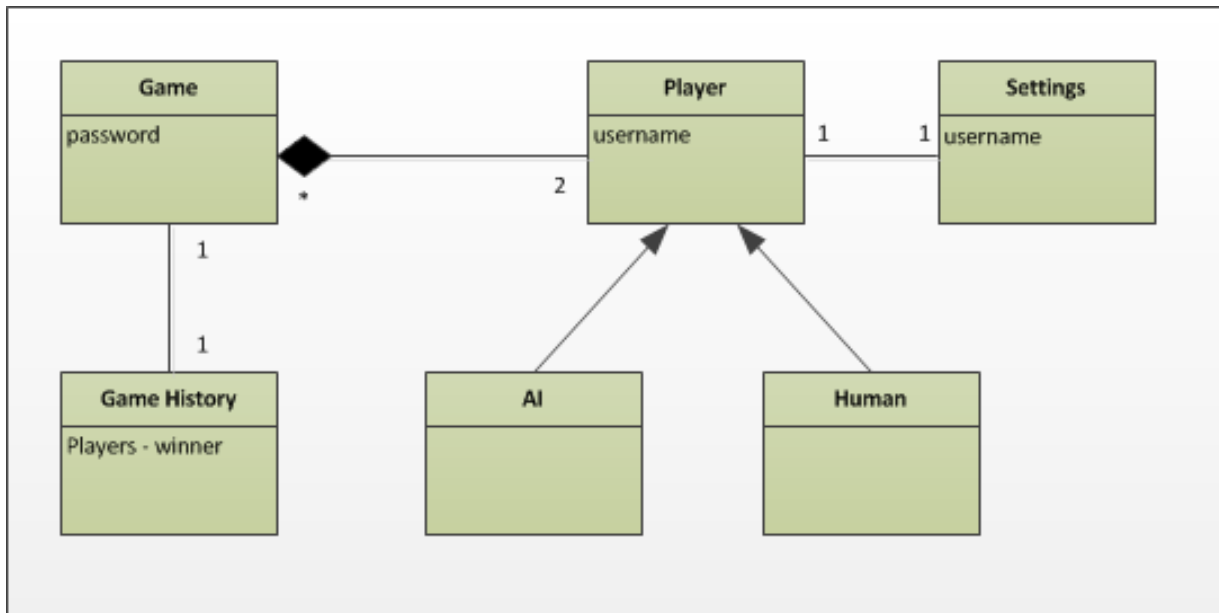 Game
password
*
2
Player
username
1
1
Settings
username
1
1
Game History
Players - winner
AI
Human